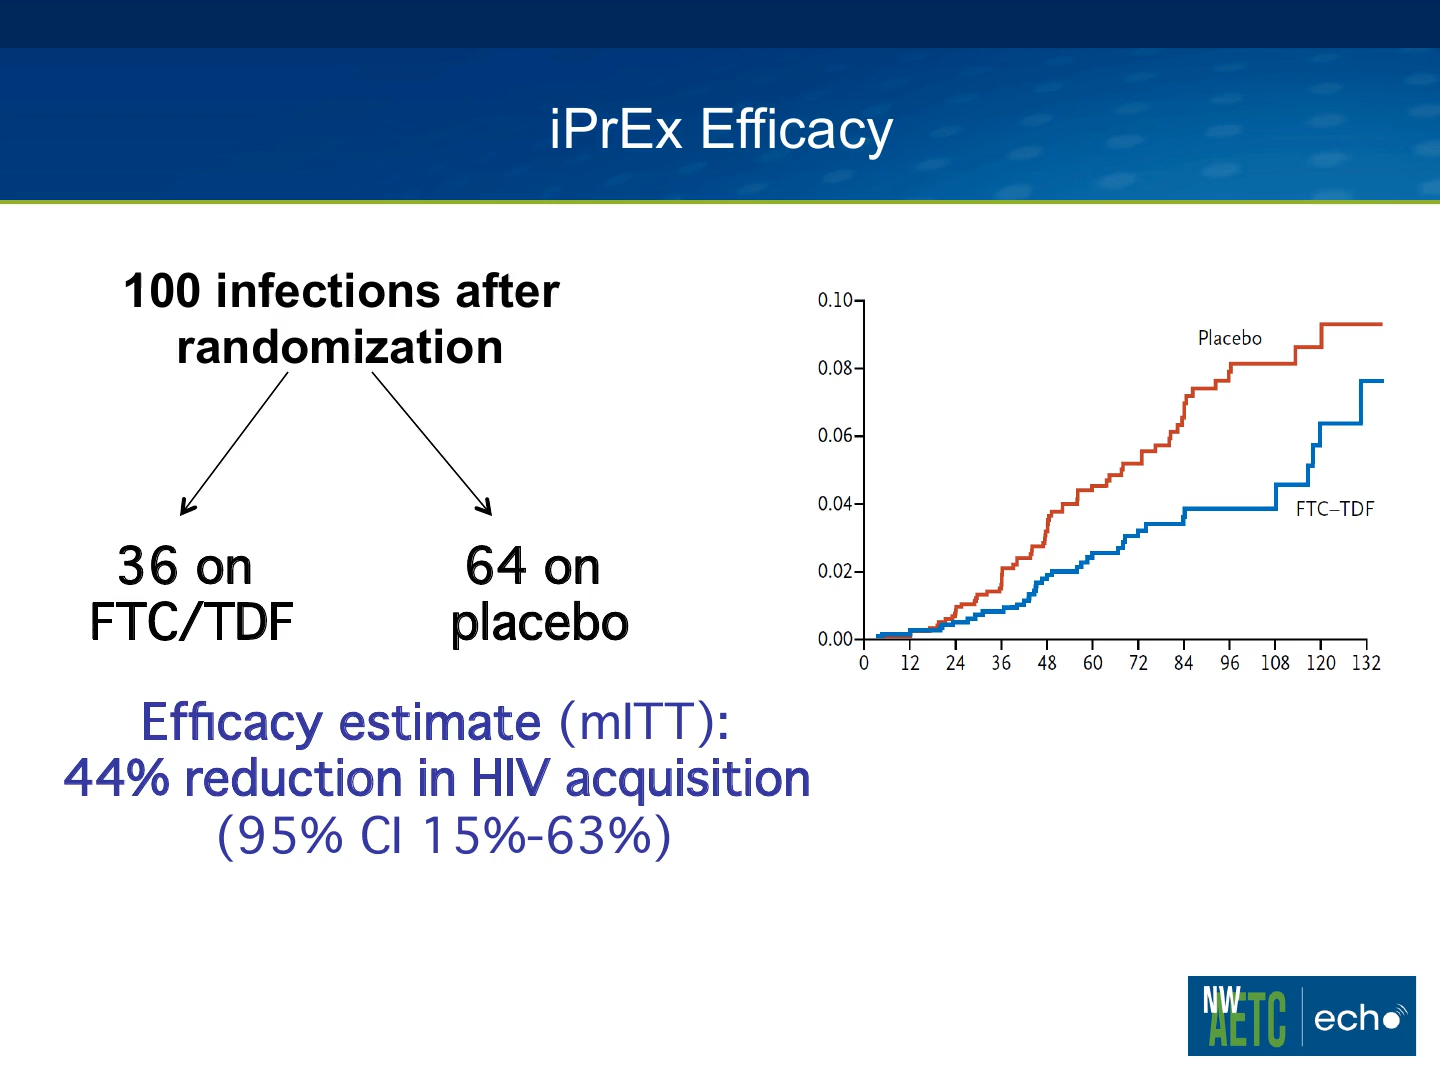 iPrEx Efficacy
100 infections after
randomization
36 on
FTC/TDF
64 on
placebo
Efficacy estimate (mITT):
44% reduction in HIV acquisition
(95% CI 15%-63%)
0.10
0.08
0.06
0.04
0.02
0.00
Placebo
FTC–TDF
0 12 24 36 48 60 72 84 96 108 120 132
NW
AETC
echo